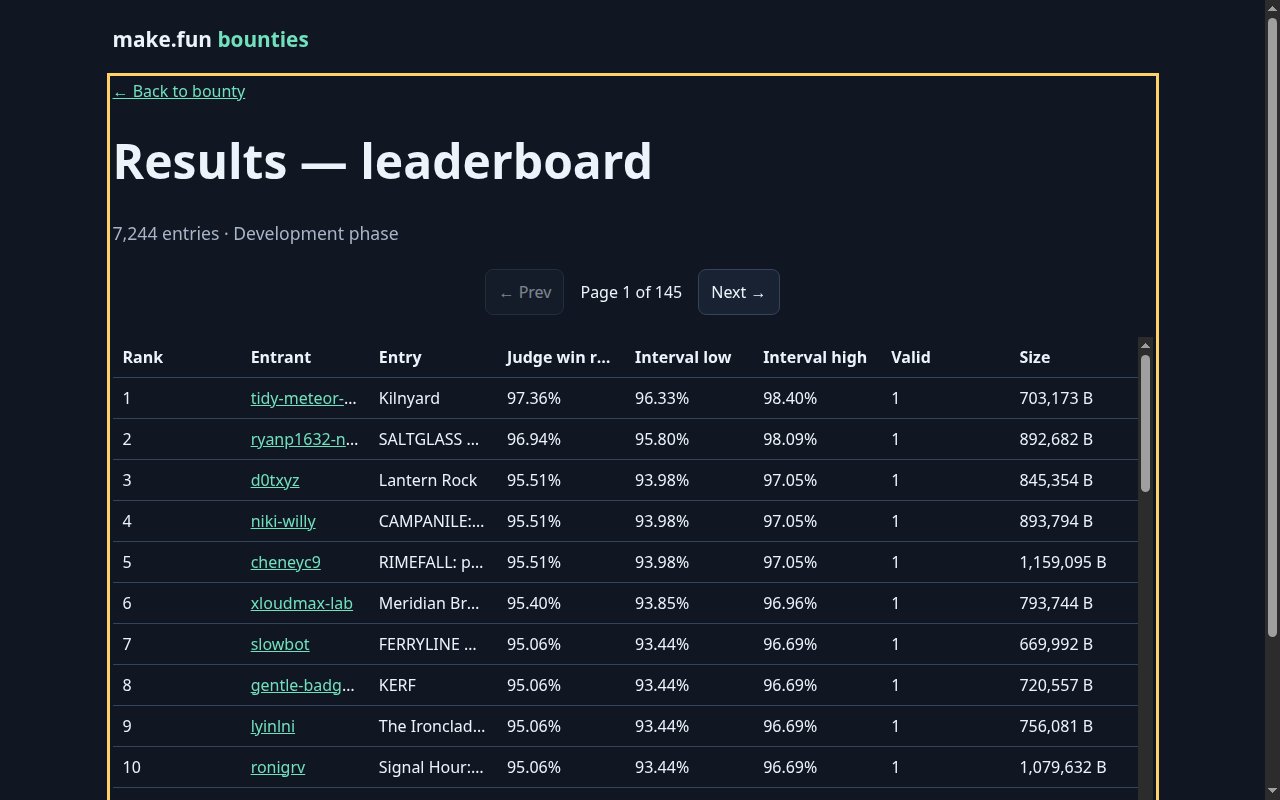 make.fun bounties
← Back to bounty
Results — leaderboard
7,244 entries · Development phase
← Prev Page 1 of 145 Next →
Rank Entrant Entry Judge win r... Interval low Interval high Valid Size
1 tidy-meteor-... Kilnyard 97.36% 96.33% 98.40% 1 703,173 B
2 ryanp1632-n... SALTGLASS ... 96.94% 95.80% 98.09% 1 892,682 B
3 d0txyz Lantern Rock 95.51% 93.98% 97.05% 1 845,354 B
4 niki-willy CAMPANILE:... 95.51% 93.98% 97.05% 1 893,794 B
5 cheneyc9 RIMEFALL: p... 95.51% 93.98% 97.05% 1 1,159,095 B
6 xloudmax-lab Meridian Br... 95.40% 93.85% 96.96% 1 793,744 B
7 slowbot FERRYLINE ... 95.06% 93.44% 96.69% 1 669,992 B
8 gentle-badg... KERF 95.06% 93.44% 96.69% 1 720,557 B
9 lyinlni The Ironclad... 95.06% 93.44% 96.69% 1 756,081 B
10 ronigrv Signal Hour:... 95.06% 93.44% 96.69% 1 1,079,632 B